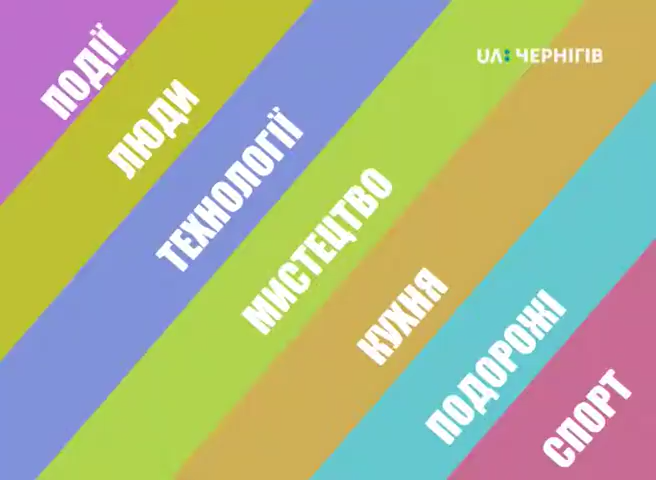 ПОДІЇ
ЛЮДИ
ТЕХНОЛОГІЇ
МИСТЕЦТВО
КУХНЯ
ПОДОРОЖІ
СПОРТ
UA: ЧЕРНІГІВ